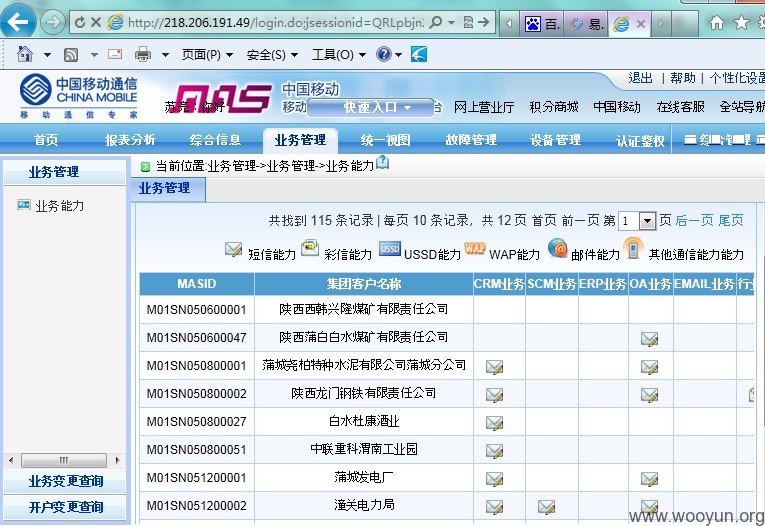 http://218.206.191.49/login.do;jsessionid=QRLpbjn
百. 易.
页面(P) 安全(S) 工具(O)
退出 | 帮助 | 个性化设置
中国移动通信
CHINA MOBILE
移动通信专家
mas
中国移动
移动
苏亮：你好
快速入口
台
网上营业厅 积分商城 中国移动 在线客服 全站导航
首页 报表分析 综合信息 业务管理 统一视图 故障管理 设备管理 认证鉴权
业务管理
业务能力
当前位置:业务管理->业务管理->业务能力
业务管理
共找到 115 条记录 | 每页 10 条记录，共 12 页 首页 前一页 第 1 页 后一页 尾页
短信能力 彩信能力 USSD USSD能力 WAP WAP能力 邮件能力 其他通信能力能力
MASID 集团客户名称 CRM业务 SCM业务 ERP业务 OA业务 EMAIL业务 行业
M01SN050600001 陕西西韩兴隆煤矿有限责任公司
M01SN050600047 陕西蒲白白水煤矿有限责任公司
M01SN050800001 蒲城尧柏特种水泥有限公司蒲城分公司
M01SN050800002 陕西龙门钢铁有限责任公司
M01SN050800027 白水杜康酒业
M01SN050800051 中联重科渭南工业园
M01SN051200001 蒲城发电厂
M01SN051200002 潼关电力局
业务变更查询
开户变更查询
www.wooyun.org